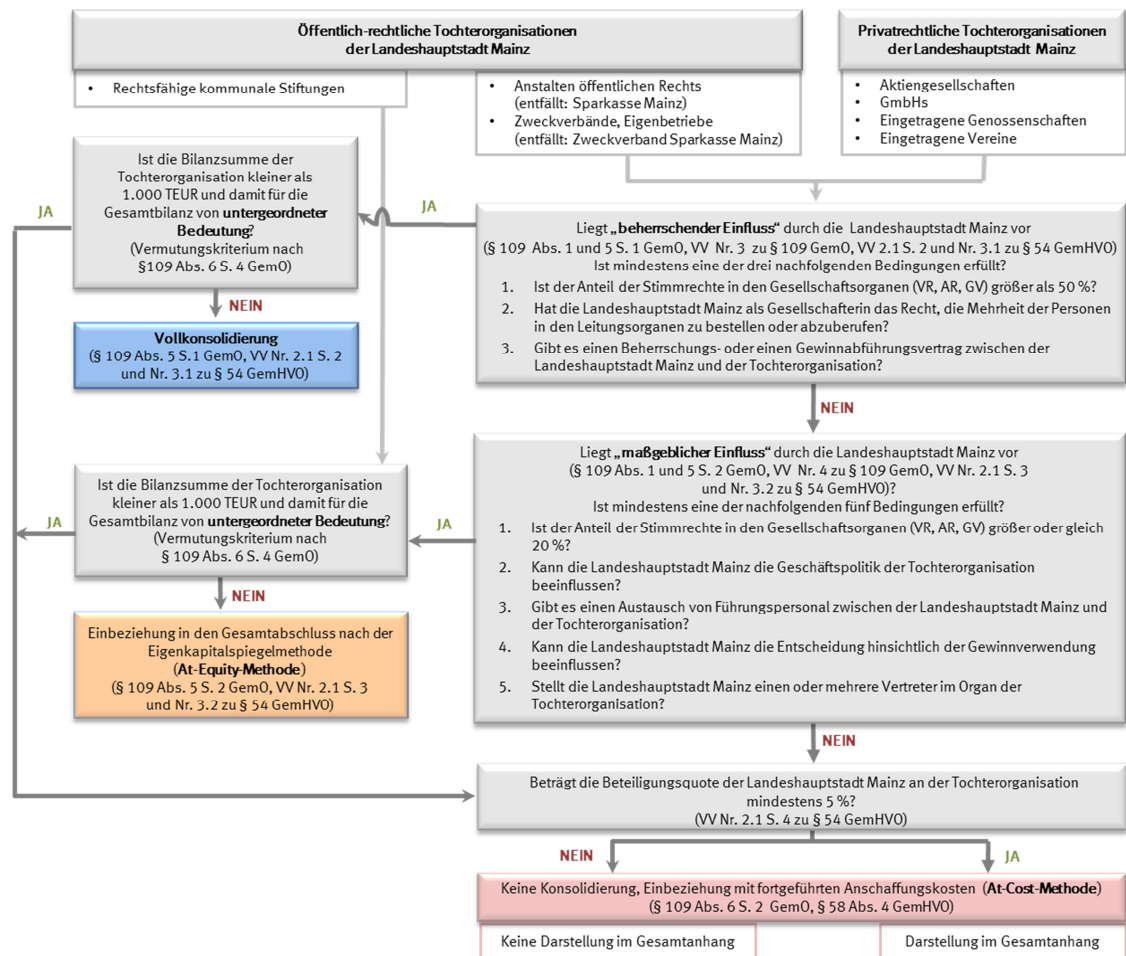 Öffentlich-rechtliche Tochterorganisationen
der Landeshauptstadt Mainz
Privatrechtliche Tochterorganisationen
der Landeshauptstadt Mainz
• Rechtsfähige kommunale Stiftungen
• Anstalten öffentlichen Rechts
(entfällt: Sparkasse Mainz)
• Zweckverbände, Eigenbetriebe
(entfällt: Zweckverband Sparkasse Mainz)
• Aktiengesellschaften
• GmbHs
• Eingetragene Genossenschaften
• Eingetragene Vereine
Ist die Bilanzsumme der
Tochterorganisation kleiner als
1.000 TEUR und damit für die
Gesamtbilanz von untergeordneter
Bedeutung?
(Vermutungskriterium nach
§109 Abs. 6 S. 4 GemO)
JA
JA
NEIN
Vollkonsolidierung
(§ 109 Abs. 5 S.1 GemO, VV Nr. 2.1 S. 2
und Nr. 3.1 zu § 54 GemHVO)
Liegt „beherrschender Einfluss“ durch die Landeshauptstadt Mainz vor
(§ 109 Abs. 1 und 5 S. 1 GemO, VV Nr. 3 zu § 109 GemO, VV 2.1 S. 2 und Nr. 3.1 zu § 54 GemHVO)
Ist mindestens eine der drei nachfolgenden Bedingungen erfüllt?
1. Ist der Anteil der Stimmrechte in den Gesellschaftsorganen (VR, AR, GV) größer als 50 %?
2. Hat die Landeshauptstadt Mainz als Gesellschafterin das Recht, die Mehrheit der Personen
in den Leitungsorganen zu bestellen oder abzuberufen?
3. Gibt es einen Beherrschungs- oder einen Gewinnabführungsvertrag zwischen der
Landeshauptstadt Mainz und der Tochterorganisation?
NEIN
Liegt „maßgeblicher Einfluss“ durch die Landeshauptstadt Mainz vor
(§ 109 Abs. 1 und 5 S. 2 GemO, VV Nr. 4 zu § 109 GemO, VV Nr. 2.1 S. 3
und Nr. 3.2 zu § 54 GemHVO)?
Ist mindestens eine der nachfolgenden fünf Bedingungen erfüllt?
1. Ist der Anteil der Stimmrechte in den Gesellschaftsorganen (VR, AR, GV) größer oder gleich
20 %?
2. Kann die Landeshauptstadt Mainz die Geschäftspolitik der Tochterorganisation
beeinflussen?
3. Gibt es einen Austausch von Führungspersonal zwischen der Landeshauptstadt Mainz und
der Tochterorganisation?
4. Kann die Landeshauptstadt Mainz die Entscheidung hinsichtlich der Gewinnverwendung
beeinflussen?
5. Stellt die Landeshauptstadt Mainz einen oder mehrere Vertreter im Organ der
Tochterorganisation?
Ist die Bilanzsumme der Tochterorganisation
kleiner als 1.000 TEUR und damit für die
Gesamtbilanz von untergeordneter Bedeutung?
(Vermutungskriterium nach
§ 109 Abs. 6 S. 4 GemO)
JA
JA
NEIN
Einbeziehung in den Gesamtabschluss nach der
Eigenkapitalspiegelmethode
(At-Equity-Methode)
(§ 109 Abs. 5 S. 2 GemO, VV Nr. 2.1 S. 3
und Nr. 3.2 zu § 54 GemHVO)
NEIN
Beträgt die Beteiligungsquote der Landeshauptstadt Mainz an der Tochterorganisation
mindestens 5 %?
(VV Nr. 2.1 S. 4 zu § 54 GemHVO)
NEIN
JA
Keine Konsolidierung, Einbeziehung mit fortgeführten Anschaffungskosten (At-Cost-Methode)
(§ 109 Abs. 6 S. 2 GemO, § 58 Abs. 4 GemHVO)
Keine Darstellung im Gesamtanhang
Darstellung im Gesamtanhang